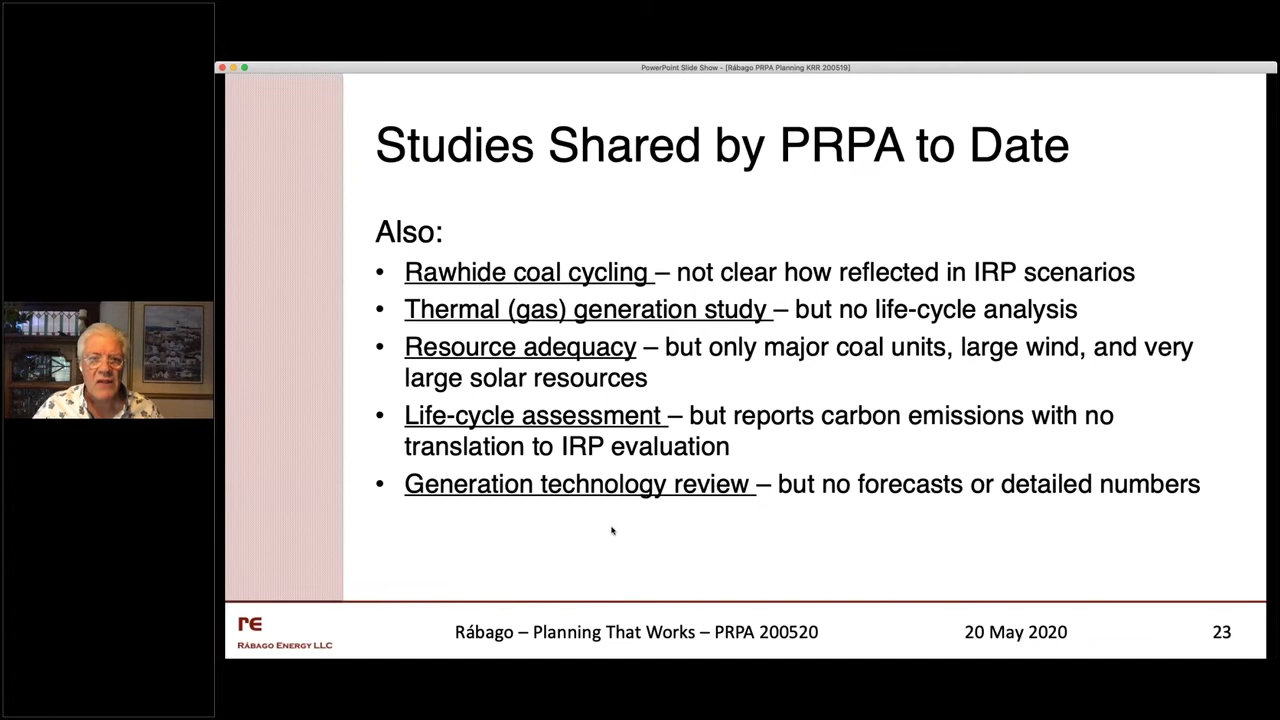 PowerPoint Slide Show - [Rábago PRPA Planning KRR 200519]
Studies Shared by PRPA to Date
Also:
• Rawhide coal cycling – not clear how reflected in IRP scenarios
• Thermal (gas) generation study – but no life-cycle analysis
• Resource adequacy – but only major coal units, large wind, and very
large solar resources
• Life-cycle assessment – but reports carbon emissions with no
translation to IRP evaluation
• Generation technology review – but no forecasts or detailed numbers
re
RÁBAGO ENERGY LLC
Rábago – Planning That Works – PRPA 200520
20 May 2020
23